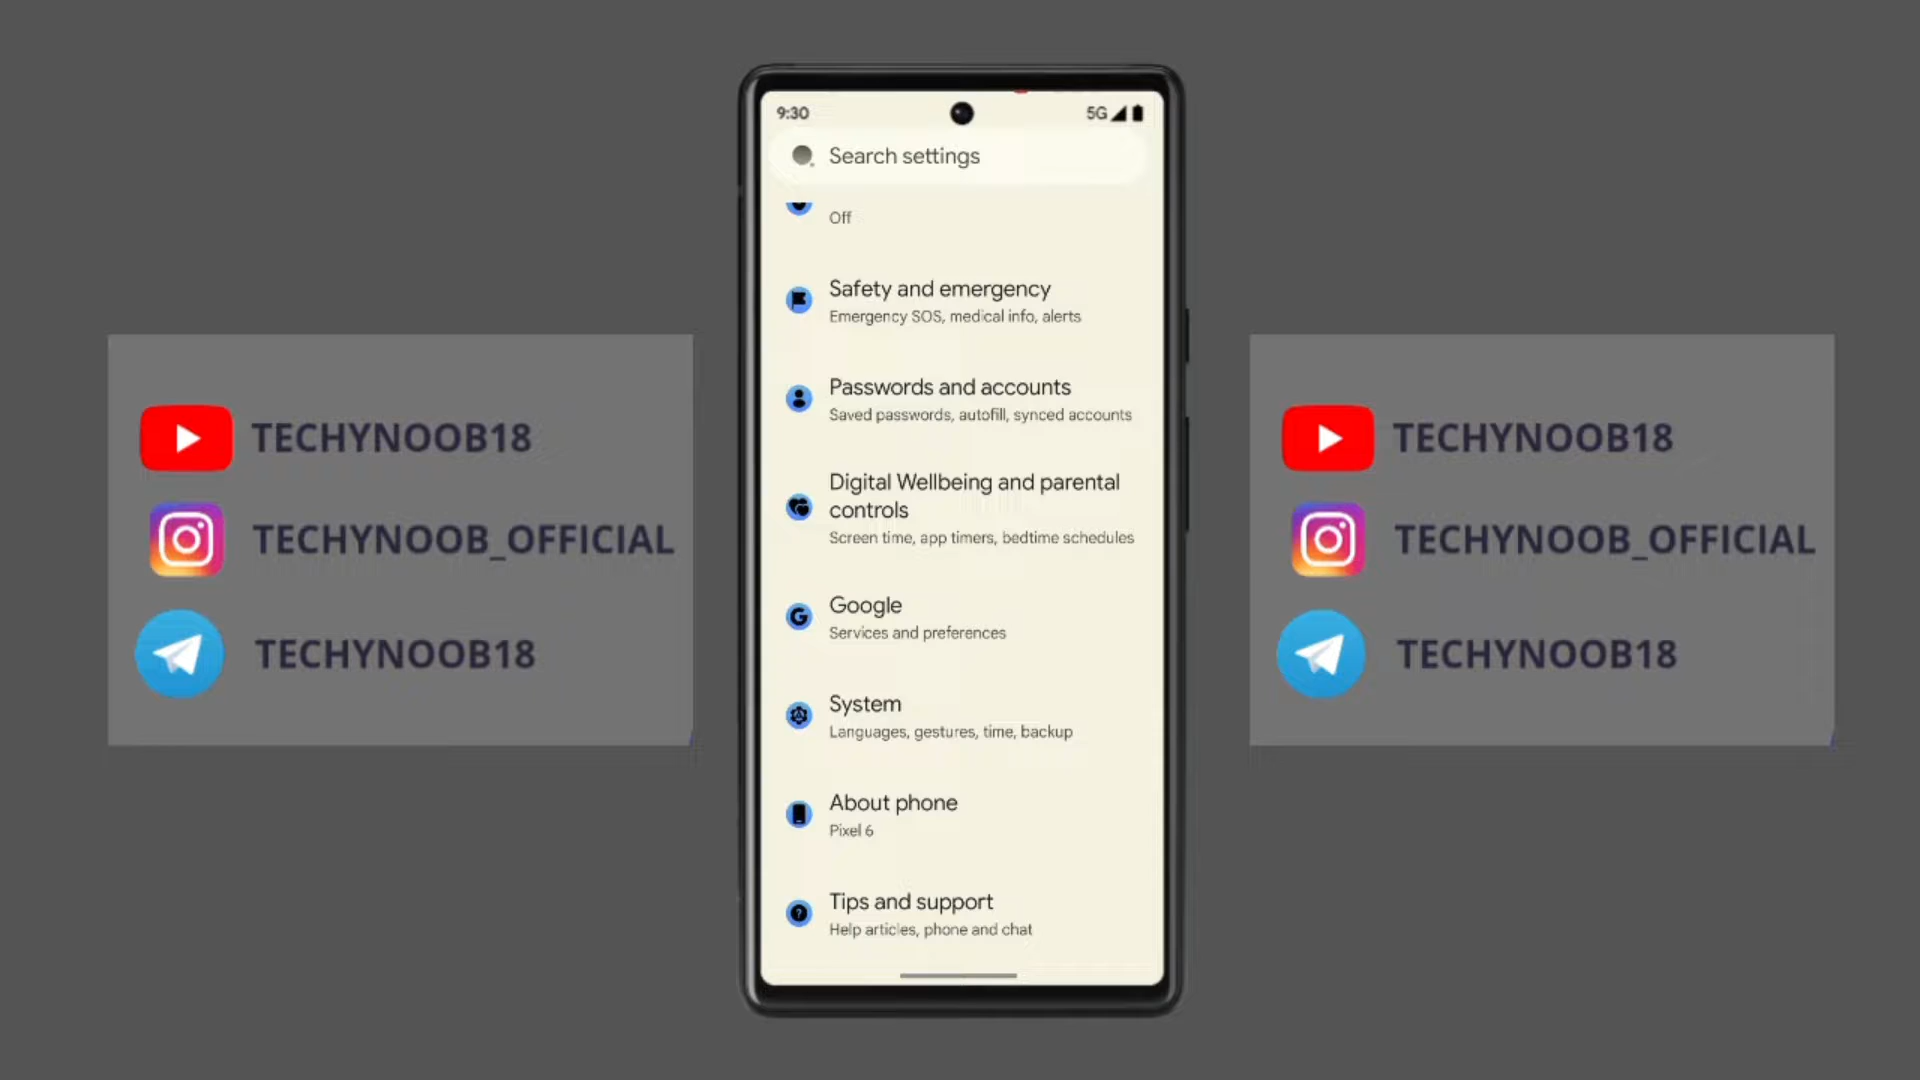 9:30
5G
Search settings
Off
Safety and emergency
Emergency SOS, medical info, alerts
Passwords and accounts
Saved passwords, autofill, synced accounts
Digital Wellbeing and parental
controls
Screen time, app timers, bedtime schedules
Google
Services and preferences
System
Languages, gestures, time, backup
About phone
Pixel 6
Tips and support
Help articles, phone and chat
TECHYNOOB18
TECHYNOOB_OFFICIAL
TECHYNOOB18
TECHYNOOB18
TECHYNOOB_OFFICIAL
TECHYNOOB18